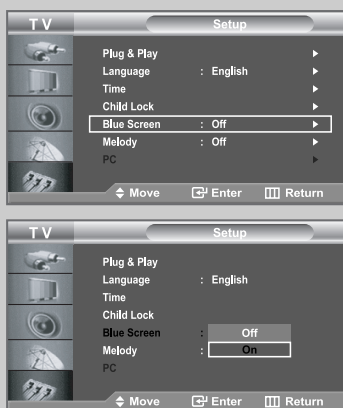 TV Setup
Plug & Play
Language : English
Time
Child Lock
Blue Screen : Off
Melody : Off
PC
Move Enter Return
TV Setup
Plug & Play
Language : English
Time
Child Lock
Blue Screen : Off
Melody : On
PC
Move Enter Return